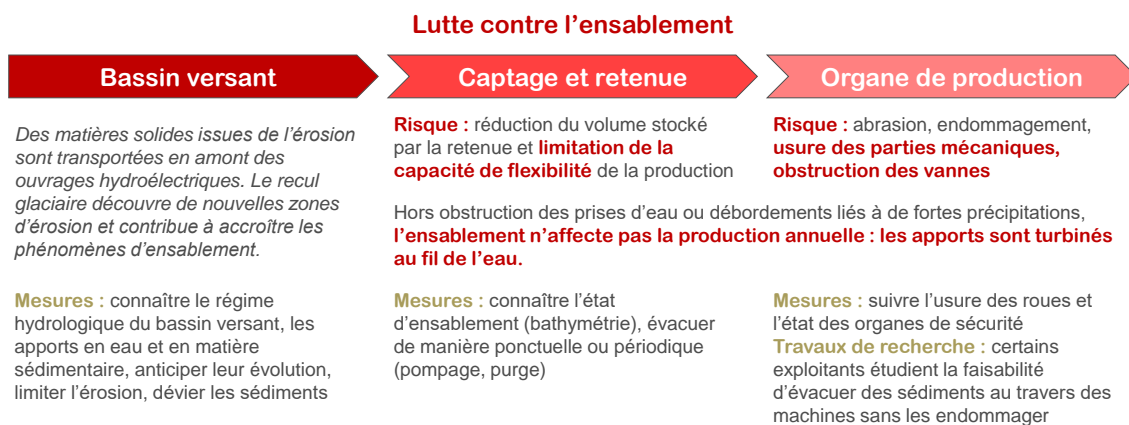 Lutte contre l’ensablement
Bassin versant
Captage et retenue
Organe de production
Des matières solides issues de l’érosion
sont transportées en amont des
ouvrages hydroélectriques. Le recul
glaciaire découvre de nouvelles zones
d’érosion et contribue à accroître les
phénomènes d’ensablement.
Risque : réduction du volume stocké
par la retenue et limitation de la
capacité de flexibilité de la production
Risque : abrasion, endommagement,
usure des parties mécaniques,
obstruction des vannes
Hors obstruction des prises d’eau ou débordements liés à de fortes précipitations,
l’ensablement n’affecte pas la production annuelle : les apports sont turbinés
au fil de l’eau.
Mesures : connaître le régime
hydrologique du bassin versant, les
apports en eau et en matière
sédimentaire, anticiper leur évolution,
limiter l’érosion, dévier les sédiments
Mesures : connaître l’état
d’ensablement (bathymétrie), évacuer
de manière ponctuelle ou périodique
(pompage, purge)
Mesures : suivre l’usure des roues et
l’état des organes de sécurité
Travaux de recherche : certains
exploitants étudient la faisabilité
d’évacuer des sédiments au travers des
machines sans les endommager